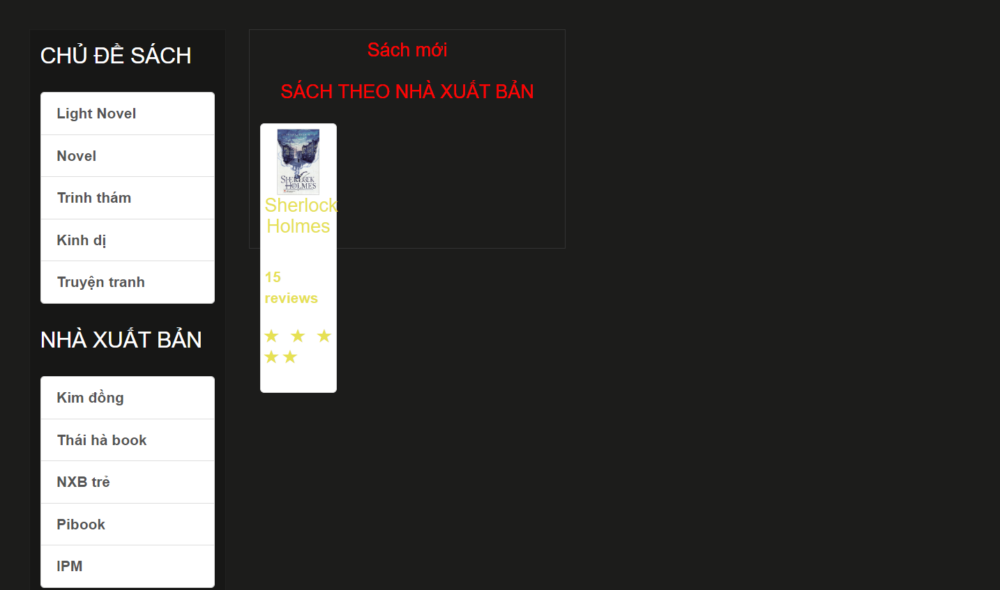 CHỦ ĐỀ SÁCH
Light Novel
Novel
Trinh thám
Kinh dị
Truyện tranh
NHÀ XUẤT BẢN
Kim đồng
Thái hà book
NXB trẻ
Pibook
IPM
Sách mới
SÁCH THEO NHÀ XUẤT BẢN
SHERLOCK
HOLMES
Sherlock
Holmes
15
reviews